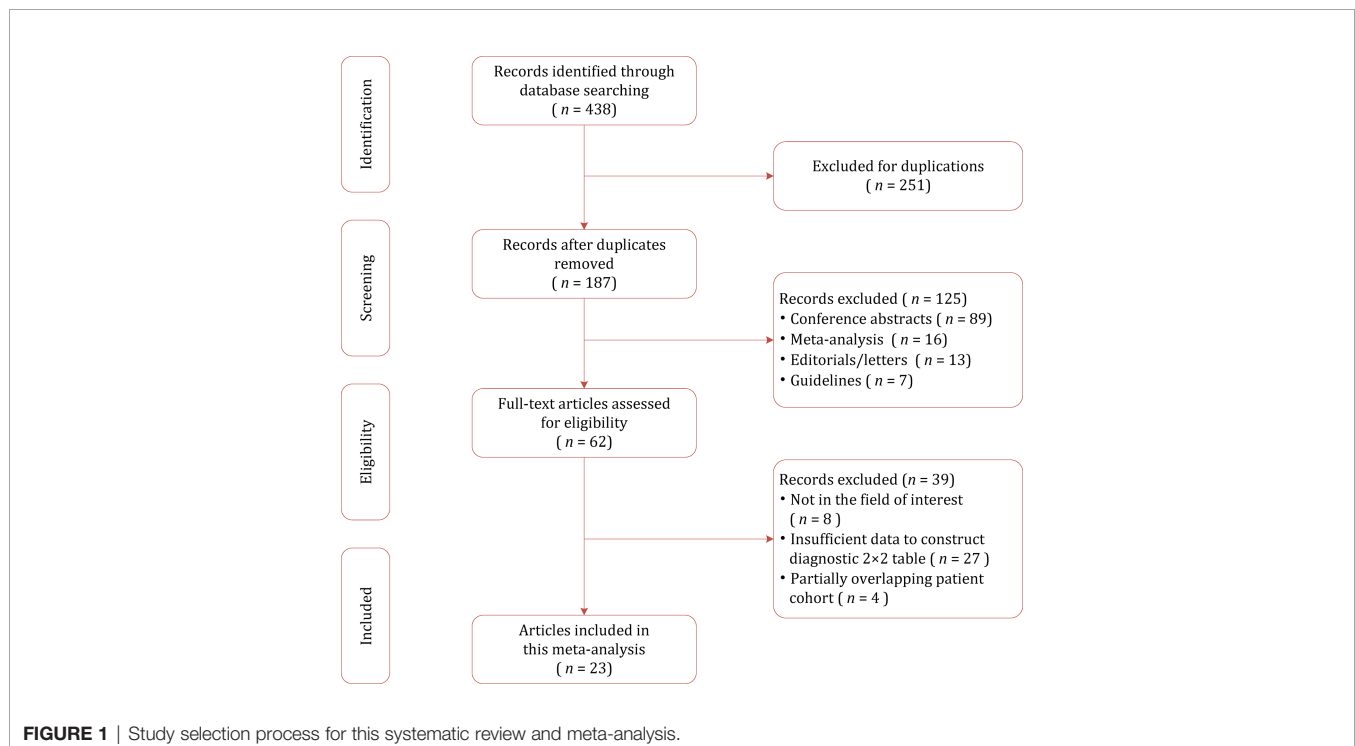 Identification
Records identified through
database searching
( n = 438)
Excluded for duplications
( n = 251)
Screening
Records after duplicates
removed
( n = 187)
Records excluded ( n = 125)
• Conference abstracts ( n = 89)
• Meta-analysis ( n = 16)
• Editorials/letters ( n = 13)
• Guidelines ( n = 7)
Eligibility
Full-text articles assessed
for eligibility
( n = 62)
Records excluded (n = 39)
• Not in the field of interest
( n = 8 )
• Insufficient data to construct
diagnostic 2×2 table ( n = 27 )
• Partially overlapping patient
cohort ( n = 4 )
Included
Articles included in
this meta-analysis
( n = 23)
FIGURE 1 | Study selection process for this systematic review and meta-analysis.